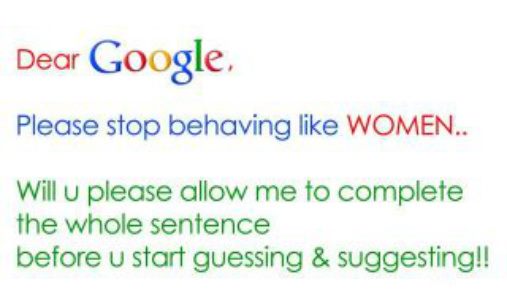 Dear Google,
Please stop behaving like WOMEN..
Will u please allow me to complete
the whole sentence
before u start guessing & suggesting!!